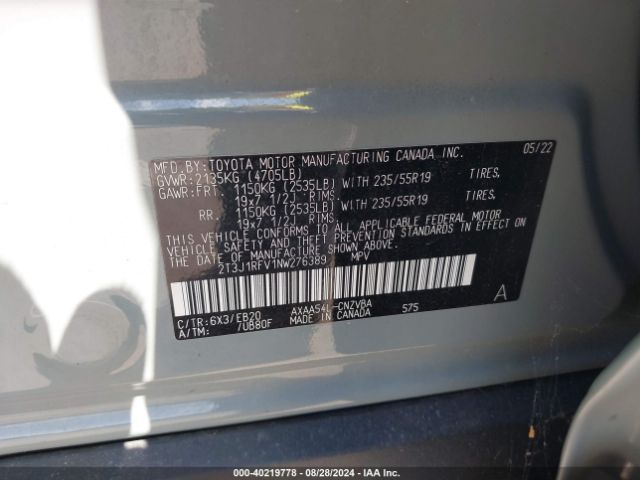 MFD.BY:TOYOTA MOTOR MANUFACTURING CANADA INC. 05/22
GVWR:2135KG (4705LB)
GAWR:FRT. 1150KG (2535LB) WITH 235/55R19 TIRES,
19x7 1/2J RIMS
RR. 1150KG (2535LB) WITH 235/55R19 TIRES,
19x7 1/2J RIMS
THIS VEHICLE CONFORMS TO ALL APPLICABLE FEDERAL MOTOR
VEHICLE SAFETY AND THEFT PREVENTION STANDARDS IN EFFECT ON
THE DATE OF MANUFACTURE SHOWN ABOVE.
2T3J1RFV1NW276389 MPV
C/TR:6X3/EB20 AXAA54L-CNZVBA 575 A
A/TM: /UB80F MADE IN CANADA
000-40219778 — 08/28/2024 — IAA Inc.